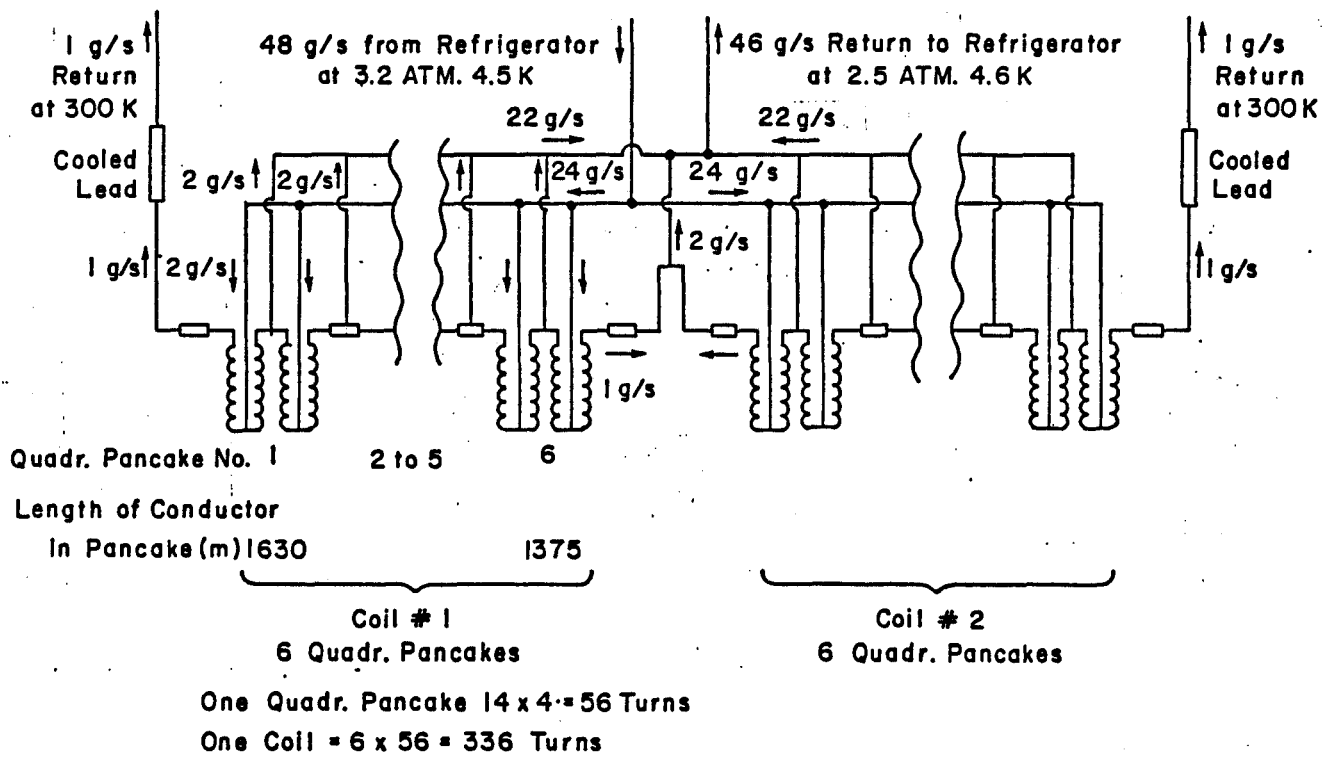 1 g/s
Return
at 300 K
48 g/s from Refrigerator
at 3.2 ATM. 4.5 K
46 g/s Return to Refrigerator
at 2.5 ATM. 4.6 K
1 g/s
Return
at 300 K
22 g/s
22 g/s
Cooled
Lead
2 g/s
2 g/s
24 g/s
24 g/s
Cooled
Lead
1 g/s
2 g/s
2 g/s
1 g/s
1 g/s
Quadr. Pancake No. 1
2 to 5
6
Length of Conductor
in Pancake (m) 1630
1375
Coil # 1
6 Quadr. Pancakes
Coil # 2
6 Quadr. Pancakes
One Quadr. Pancake 14 x 4 = 56 Turns
One Coil = 6 x 56 = 336 Turns